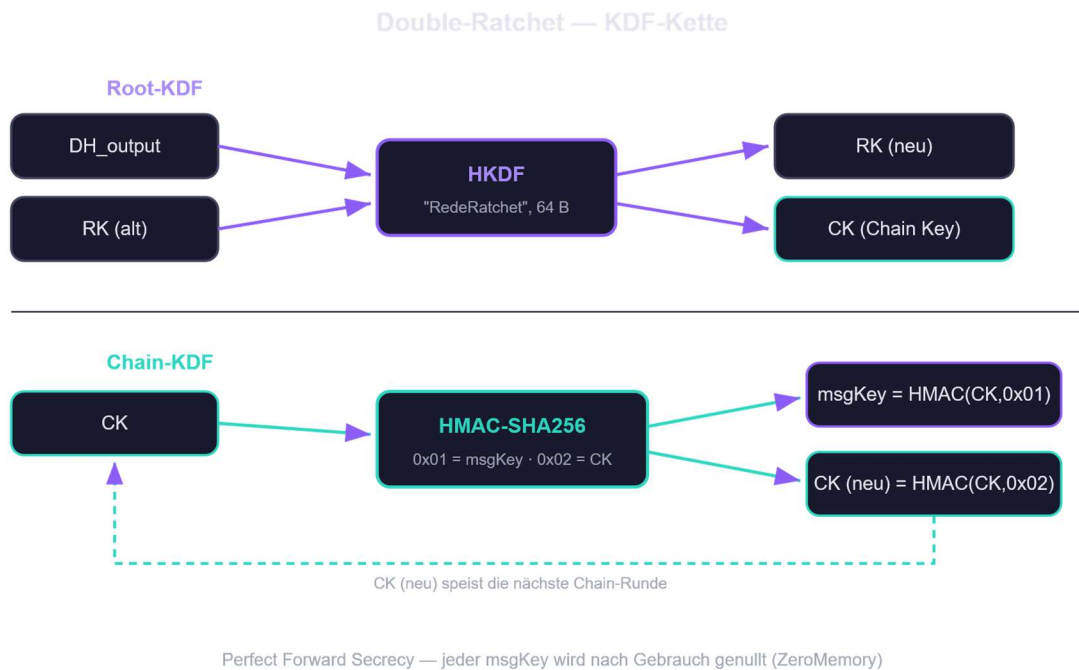 Double-Ratchet — KDF-Kette
Root-KDF
DH_output
RK (alt)
HKDF
"RedeRatchet", 64 B
RK (neu)
CK (Chain Key)
Chain-KDF
CK
HMAC-SHA256
0x01 = msgKey · 0x02 = CK
msgKey = HMAC(CK,0x01)
CK (neu) = HMAC(CK,0x02)
CK (neu) speist die nächste Chain-Runde
Perfect Forward Secrecy — jeder msgKey wird nach Gebrauch genullt (ZeroMemory)